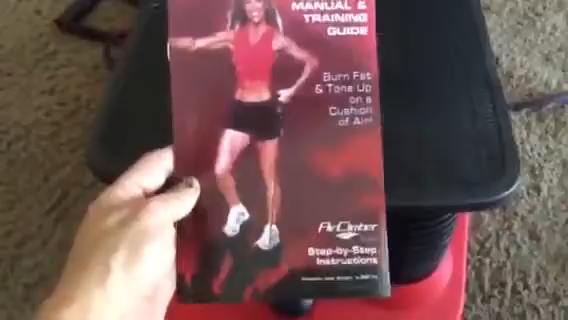 MANUAL &
TRAINING
GUIDE
Burn Fat
& Tone Up
on a
Cushion
of Air!
AirClimber
Step-by-Step
Instructions